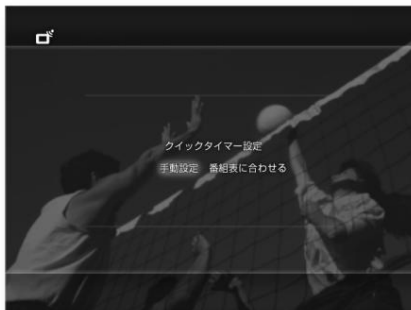 クイックタイマー設定
手動設定 番組表に合わせる